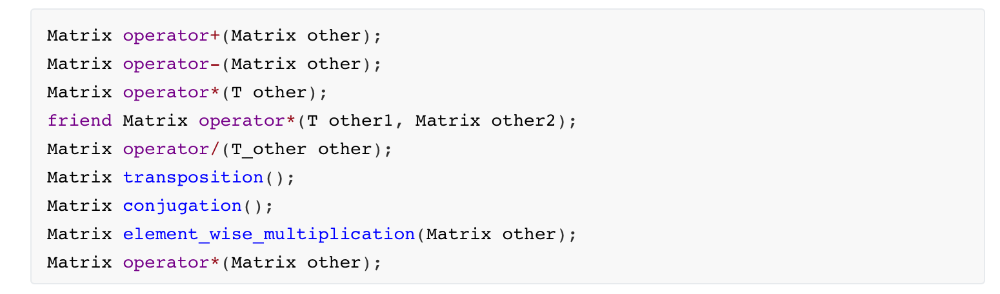 Matrix operator+(Matrix other);
Matrix operator-(Matrix other);
Matrix operator*(T other);
friend Matrix operator*(T other1, Matrix other2);
Matrix operator/(T_other other);
Matrix transposition();
Matrix conjugation();
Matrix element_wise_multiplication(Matrix other);
Matrix operator*(Matrix other);